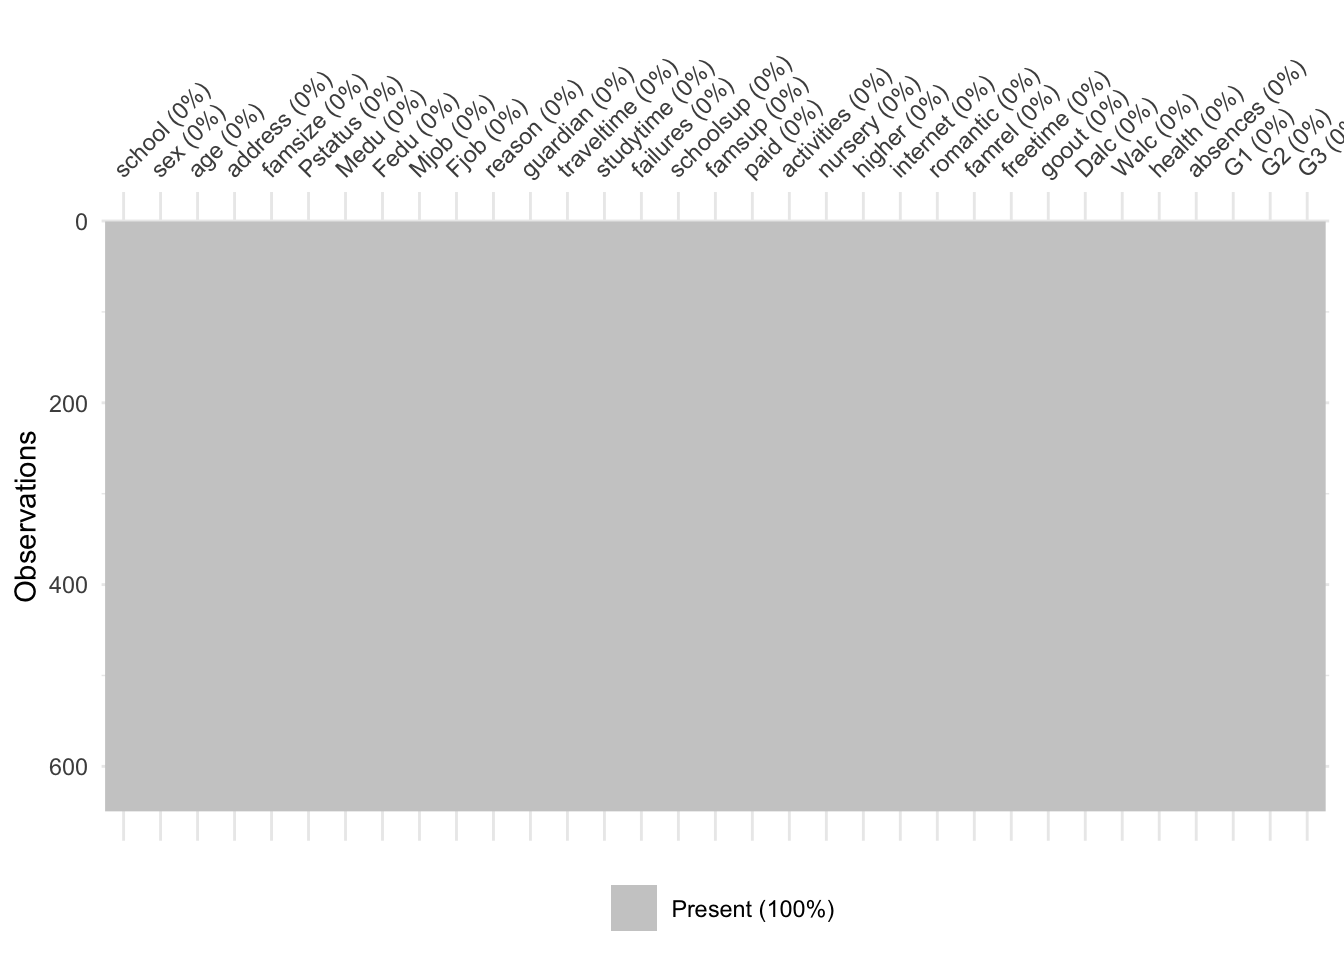 school (0%)
sex (0%)
age (0%)
address (0%)
famsize (0%)
Pstatus (0%)
Medu (0%)
Fedu (0%)
Mjob (0%)
Fjob (0%)
reason (0%)
guardian (0%)
traveltime (0%)
studytime (0%)
failures (0%)
schoolsup (0%)
famsup (0%)
paid (0%)
activities (0%)
nursery (0%)
higher (0%)
internet (0%)
romantic (0%)
famrel (0%)
freetime (0%)
goout (0%)
Dalc (0%)
Walc (0%)
health (0%)
absences (0%)
G1 (0%)
G2 (0%)
G3 (0
0
200
400
600
Observations
Present (100%)